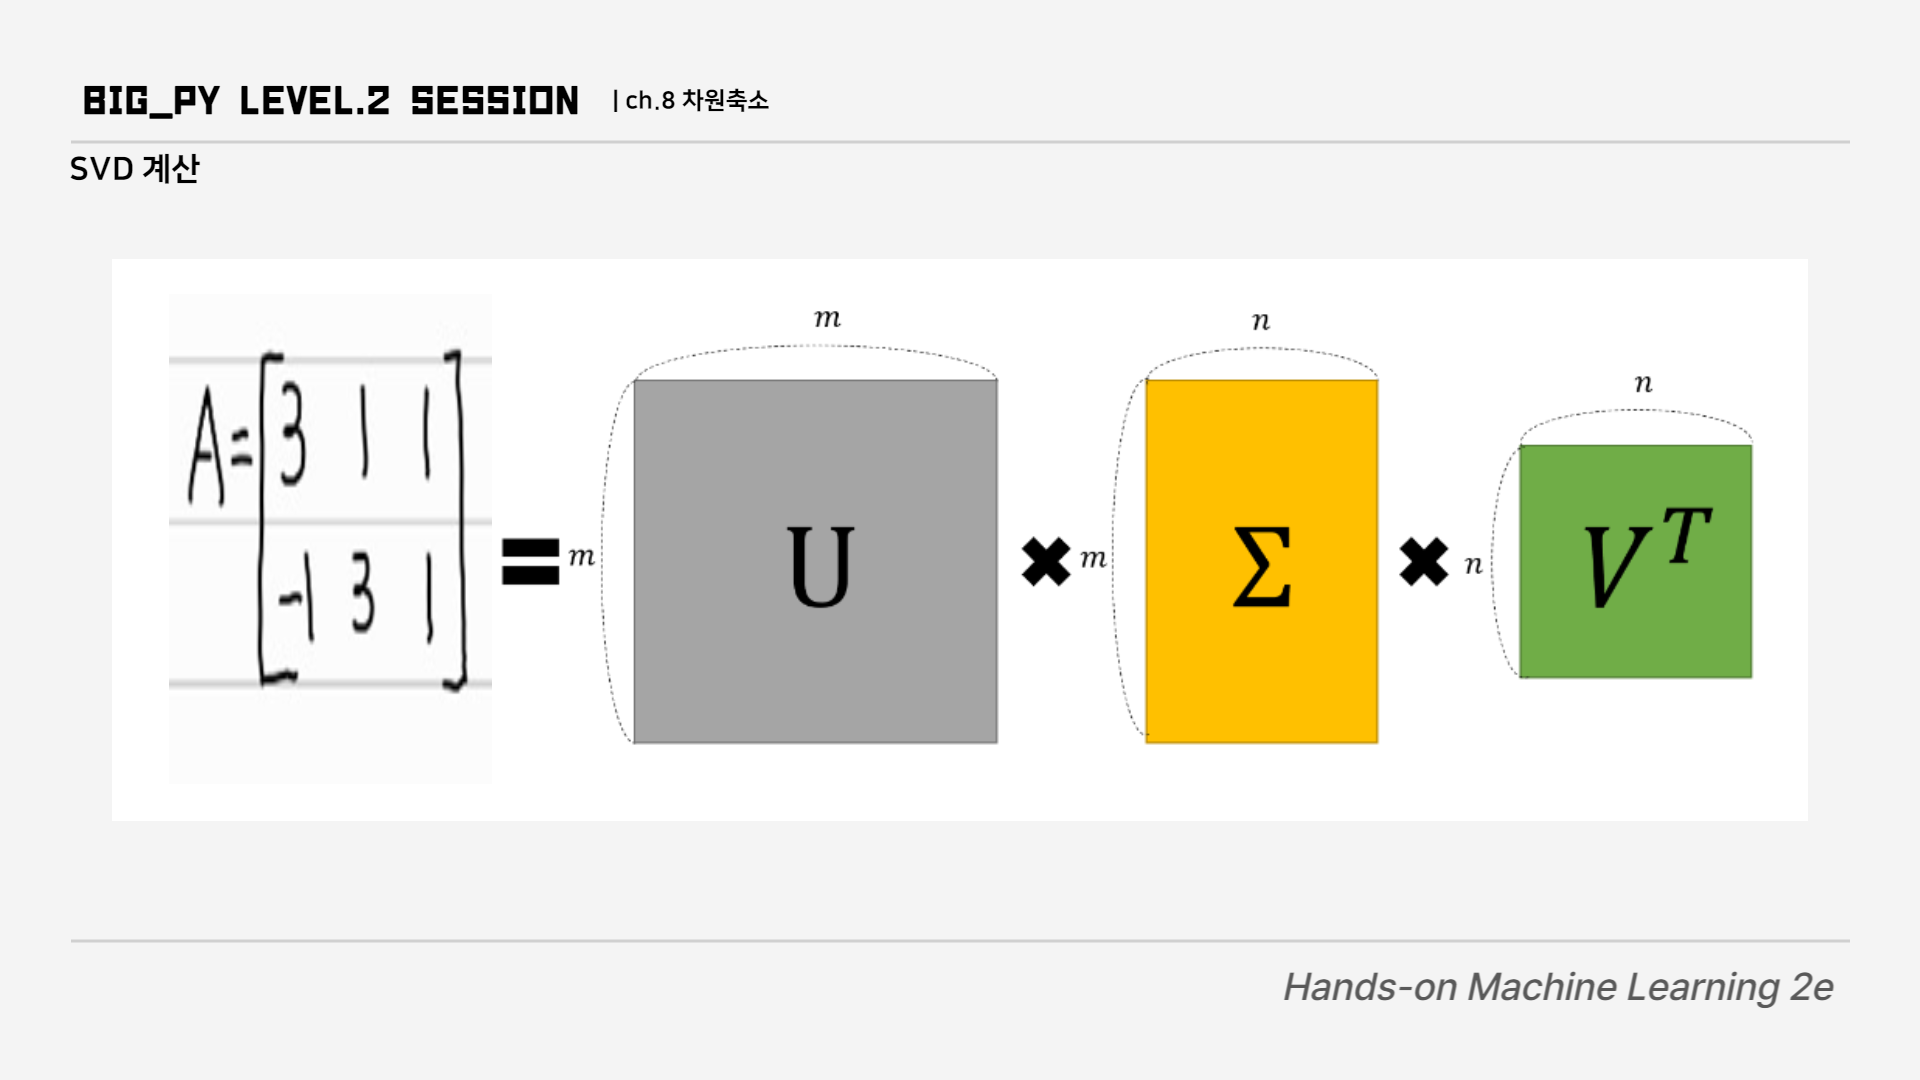 BIG_PY LEVEL.2 SESSION | ch.8 차원축소
SVD 계산
m n
n
A= [3 1 1]
[-1 3 1]
= m U × m Σ × n V^T
Hands-on Machine Learning 2e